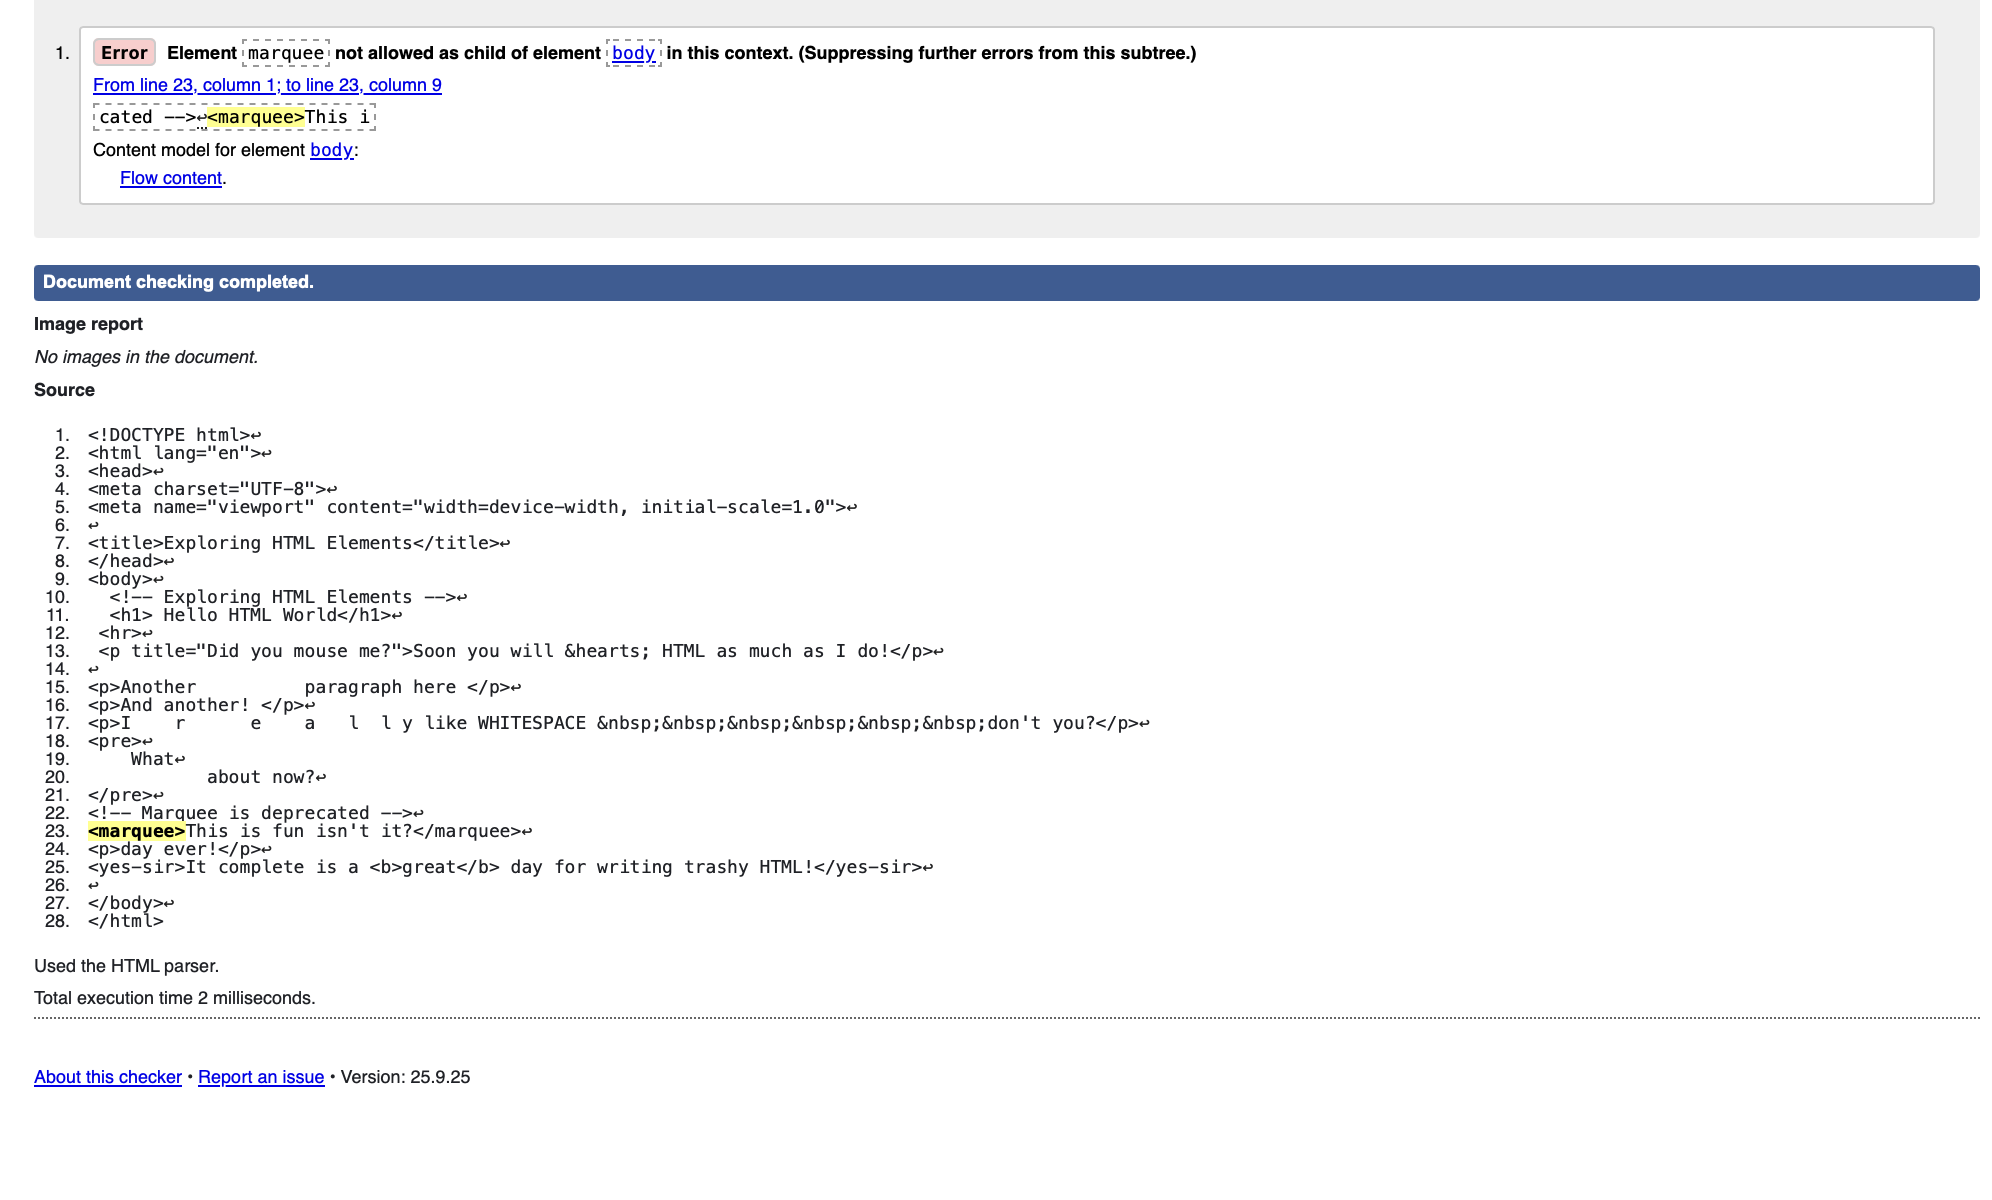 1. Error Element marquee not allowed as child of element body in this context. (Suppressing further errors from this subtree.)
From line 23, column 1; to line 23, column 9
cated -->↩<marquee>This i
Content model for element body:
Flow content.
Document checking completed.
Image report
No images in the document.
Source
1. <!DOCTYPE html>↩
2. <html lang="en">↩
3. <head>↩
4. <meta charset="UTF-8">↩
5. <meta name="viewport" content="width=device-width, initial-scale=1.0">↩
6. ↩
7. <title>Exploring HTML Elements</title>↩
8. </head>↩
9. <body>↩
10.   <!-- Exploring HTML Elements -->↩
11.   <h1> Hello HTML World</h1>↩
12.  <hr>↩
13.  <p title="Did you mouse me?">Soon you will &hearts; HTML as much as I do!</p>↩
14. ↩
15. <p>Another          paragraph here </p>↩
16. <p>And another! </p>↩
17. <p>I    r      e    a   l  l y like WHITESPACE &nbsp;&nbsp;&nbsp;&nbsp;&nbsp;&nbsp;don't you?</p>↩
18. <pre>↩
19.     What↩
20.            about now?↩
21. </pre>↩
22. <!-- Marquee is deprecated -->↩
23. <marquee>This is fun isn't it?</marquee>↩
24. <p>day ever!</p>↩
25. <yes-sir>It complete is a <b>great</b> day for writing trashy HTML!</yes-sir>↩
26. ↩
27. </body>↩
28. </html>
Used the HTML parser.
Total execution time 2 milliseconds.
About this checker • Report an issue • Version: 25.9.25